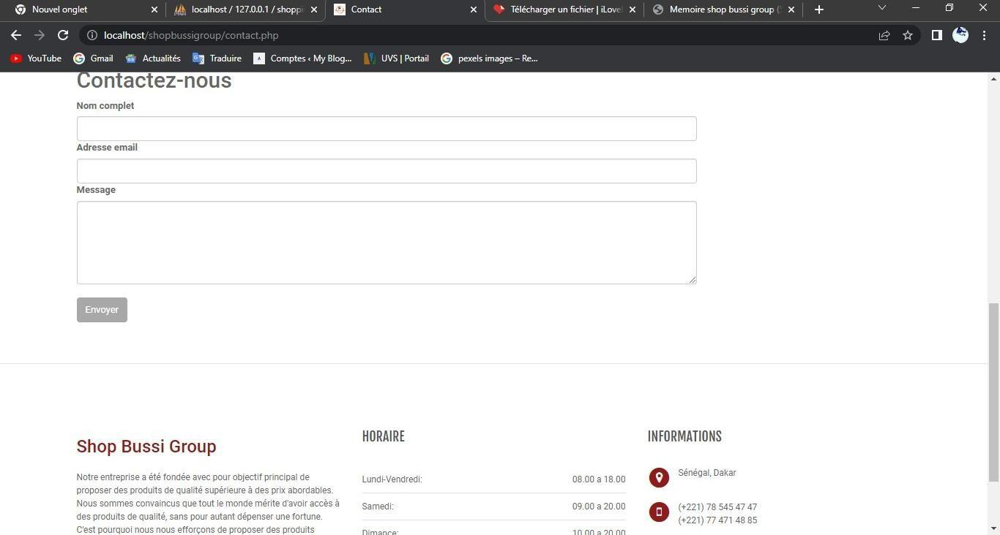 Nouvel onglet
localhost / 127.0.0.1 / shoppi
Contact
Télécharger un fichier | iLove
Memoire shop bussi group (
localhost/shopbussigroup/contact.php
YouTube
Gmail
Actualités
Traduire
Comptes ‹ My Blog...
UVS | Portail
pexels images – Re...
Contactez-nous
Nom complet
Adresse email
Message
Envoyer
Shop Bussi Group
Notre entreprise a été fondée avec pour objectif principal de
proposer des produits de qualité supérieure à des prix abordables.
Nous sommes convaincus que tout le monde mérite d'avoir accès à
des produits de qualité, sans pour autant dépenser une fortune.
C'est pourquoi nous nous efforçons de proposer des produits
HORAIRE
Lundi-Vendredi: 08.00 a 18.00
Samedi: 09.00 a 20.00
Dimance: 10.00 a 20.00
INFORMATIONS
Sénégal, Dakar
(+221) 78 545 47 47
(+221) 77 471 48 85